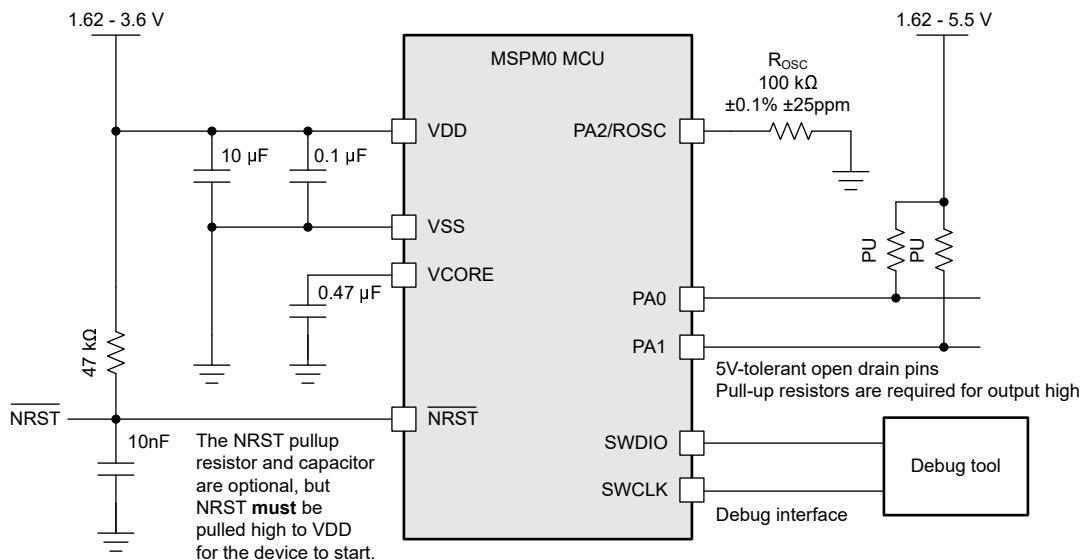 1.62 - 3.6 V
1.62 - 5.5 V
MSPM0 MCU
ROSC
100 kΩ
±0.1% ±25ppm
VDD
PA2/ROSC
10 µF
0.1 µF
VSS
VCORE
0.47 µF
PU
PU
PA0
PA1
47 kΩ
5V-tolerant open drain pins
Pull-up resistors are required for output high
NRST
NRST
10nF
The NRST pullup
resistor and capacitor
are optional, but
NRST must be
pulled high to VDD
for the device to start.
SWDIO
SWCLK
Debug tool
Debug interface